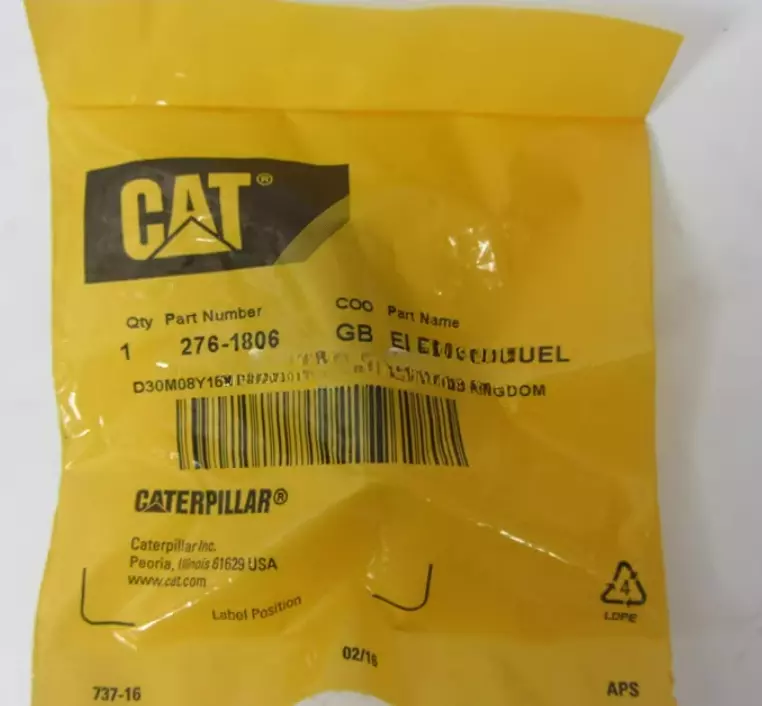 CAT®
Qty Part Number COO Part Name
1 276-1806 GB
KINGDOM
CATERPILLAR®
Caterpillar Inc.
Peoria, Illinois 61629 USA
www.cat.com
Label Position
4
LDPE
02/16
737-16 APS